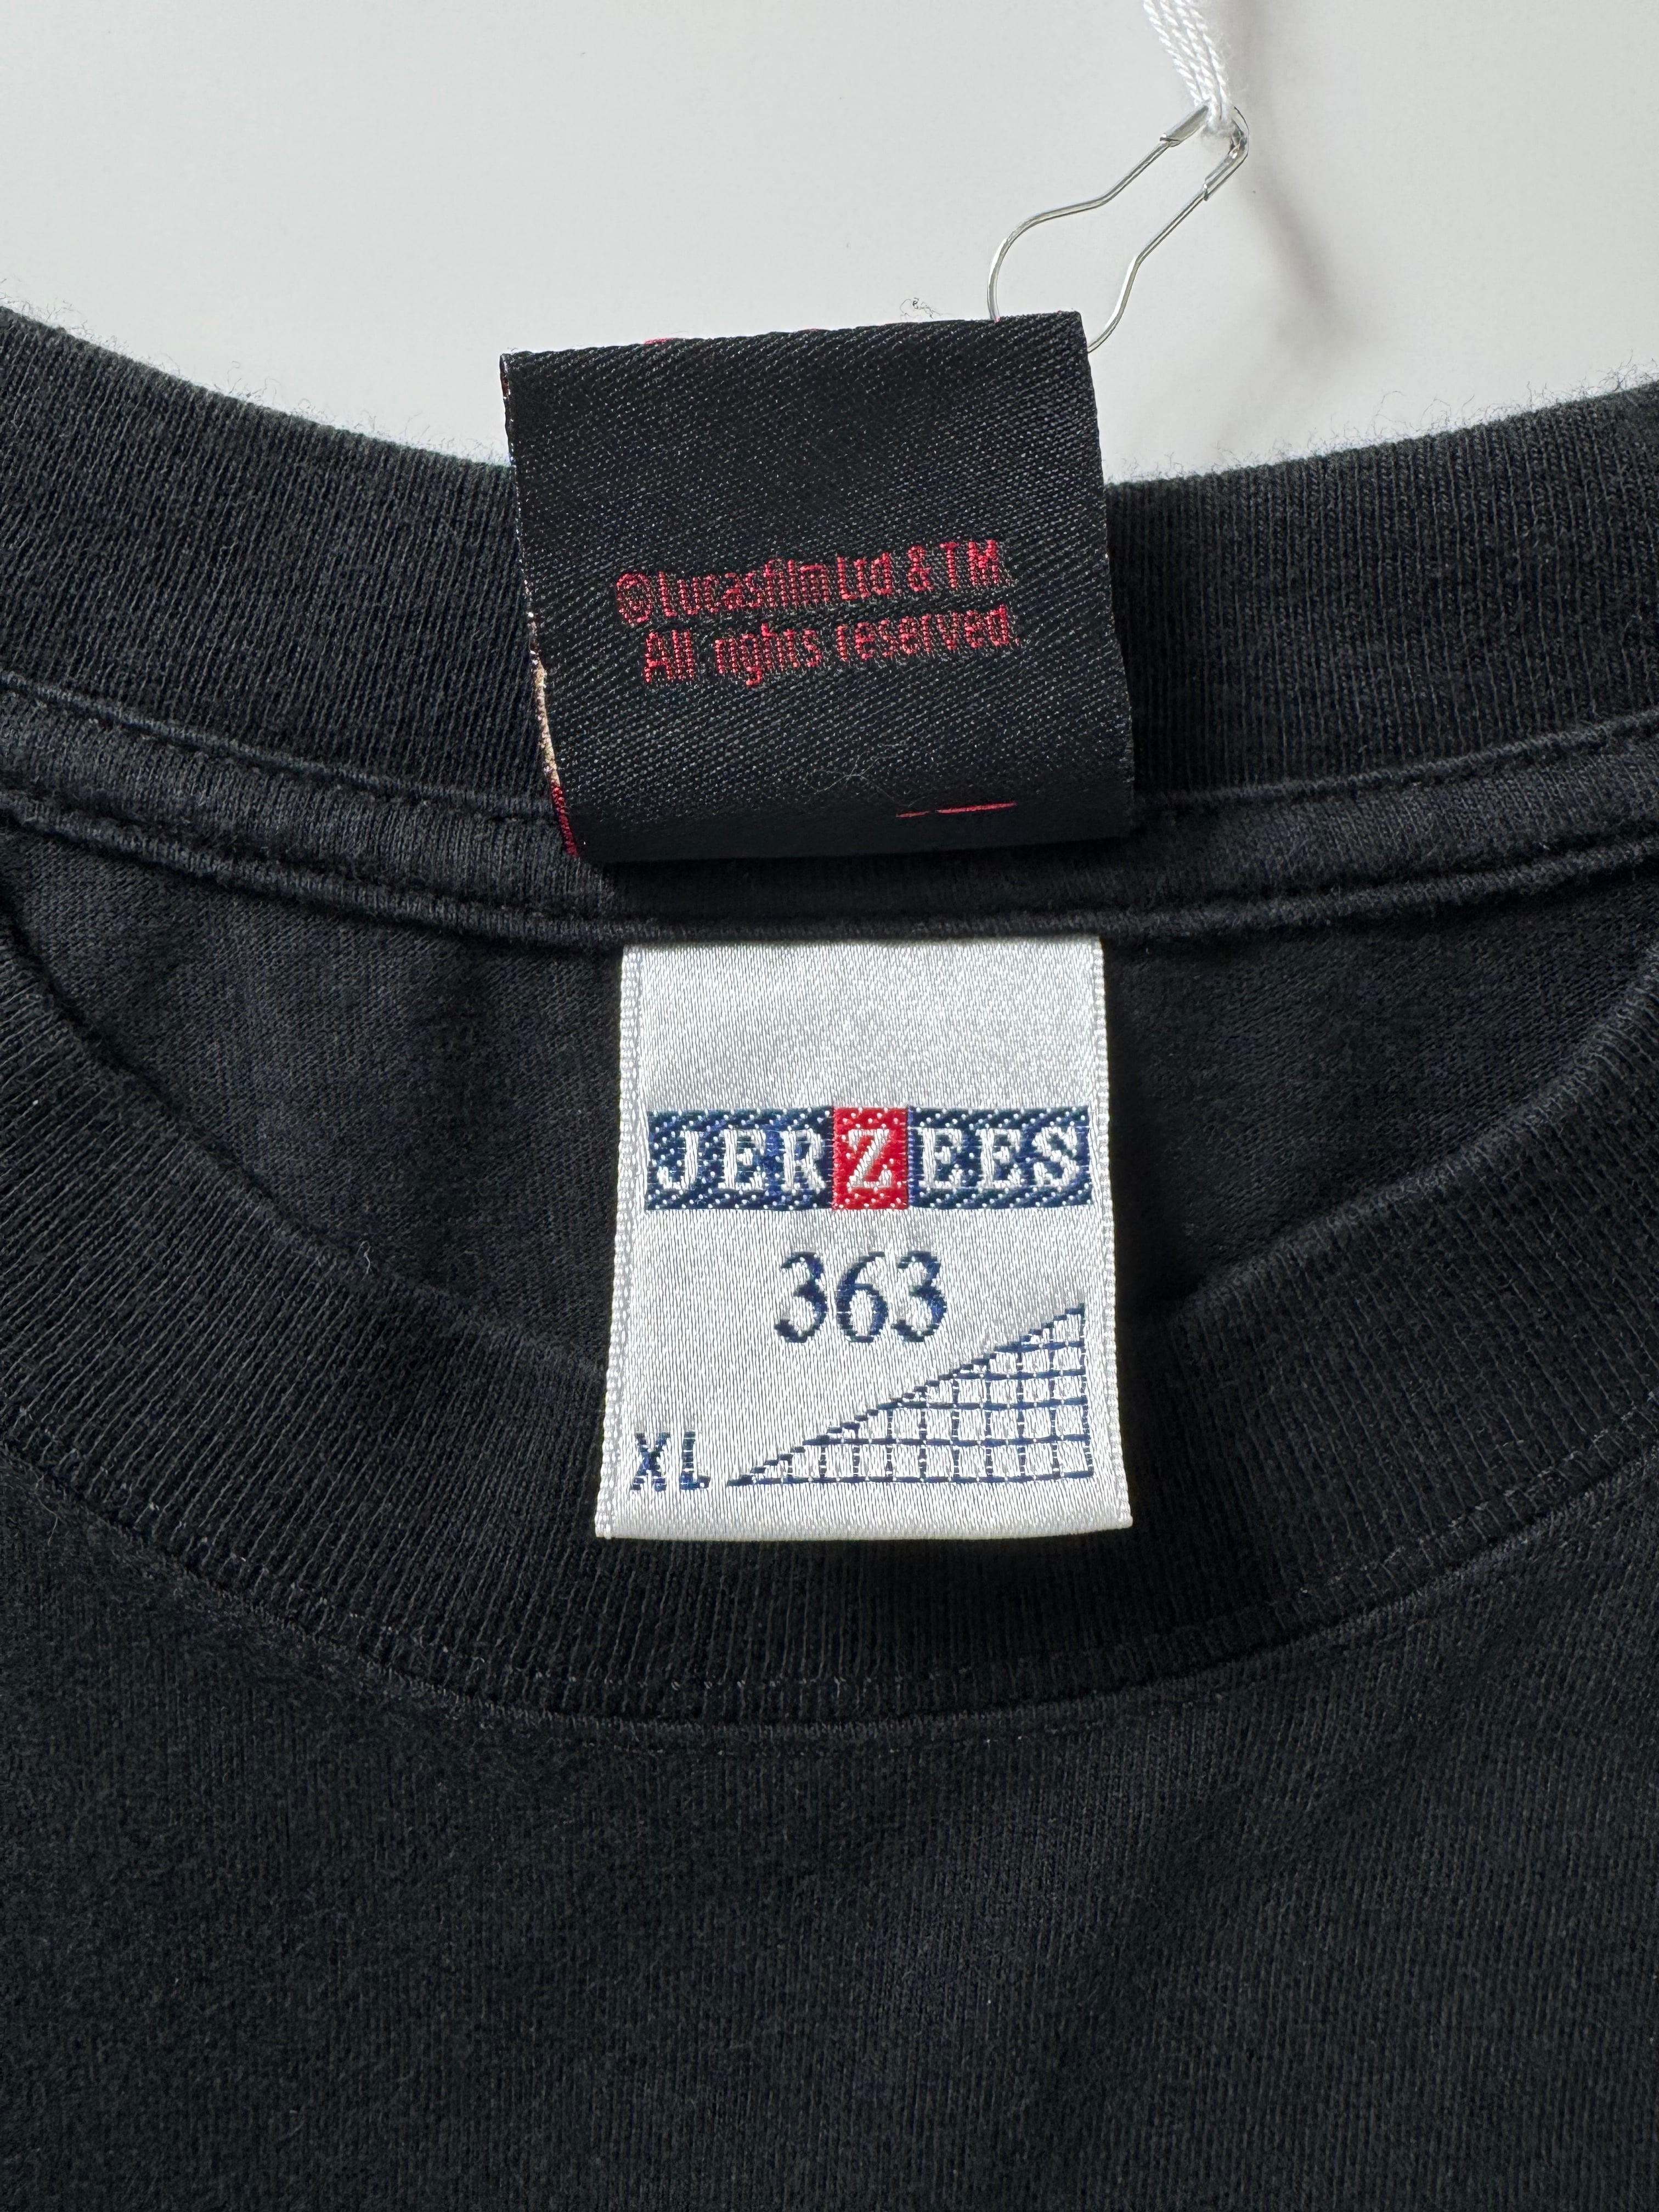 ©Lucasfilm Ltd & TM.
All rights reserved.
JERZEES
363
XL